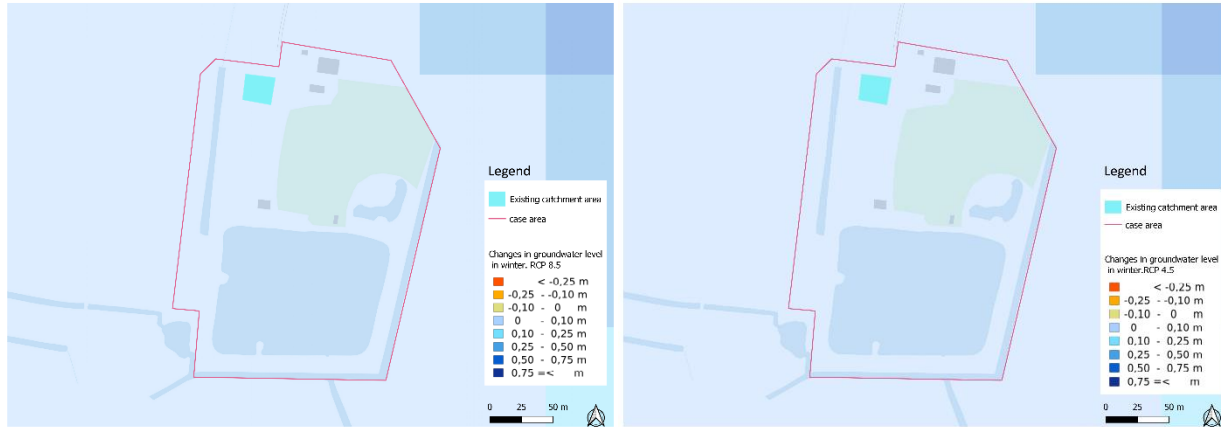 Legend
Existing catchment area
case area
Changes in groundwater level
in winter. RCP 8.5
< -0,25 m
-0,25 - -0,10 m
-0,10 - 0 m
0 - 0,10 m
0,10 - 0,25 m
0,25 - 0,50 m
0,50 - 0,75 m
0,75 =< m
0 25 50 m
Legend
Existing catchment area
case area
Changes in groundwater level
in winter.RCP 4.5
< -0,25 m
-0,25 - -0,10 m
-0,10 - 0 m
0 - 0,10 m
0,10 - 0,25 m
0,25 - 0,50 m
0,50 - 0,75 m
0,75 =< m
0 25 50 m